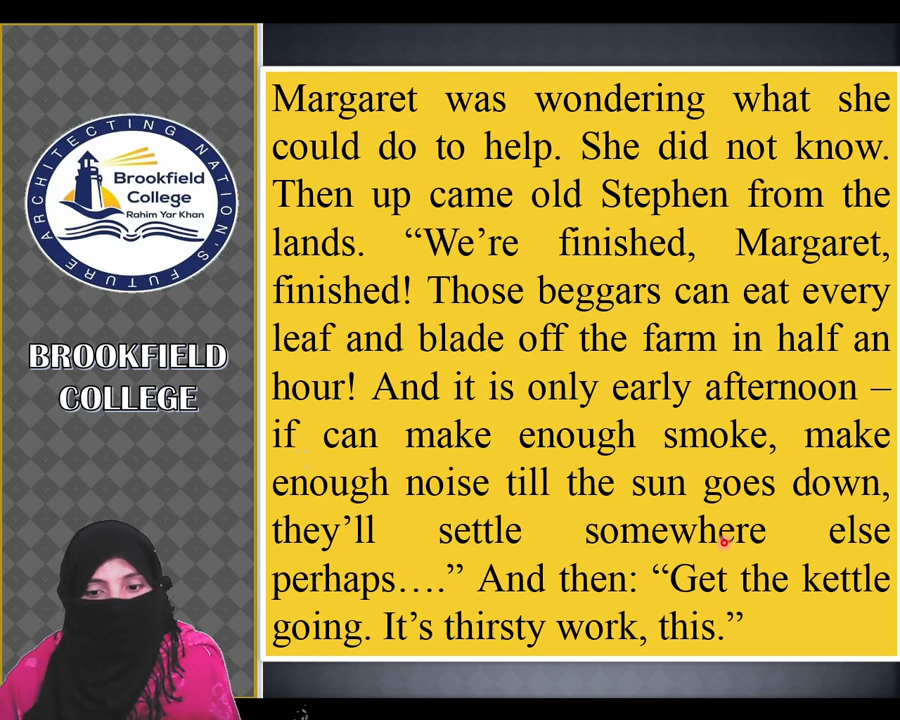 ARCHITECTING NATION'S FUTURE
Brookfield
College
Rahim Yar Khan
BROOKFIELD
COLLEGE
Margaret was wondering what she
could do to help. She did not know.
Then up came old Stephen from the
lands. “We’re finished, Margaret,
finished! Those beggars can eat every
leaf and blade off the farm in half an
hour! And it is only early afternoon –
if can make enough smoke, make
enough noise till the sun goes down,
they’ll settle somewhere else
perhaps….” And then: “Get the kettle
going. It’s thirsty work, this.”